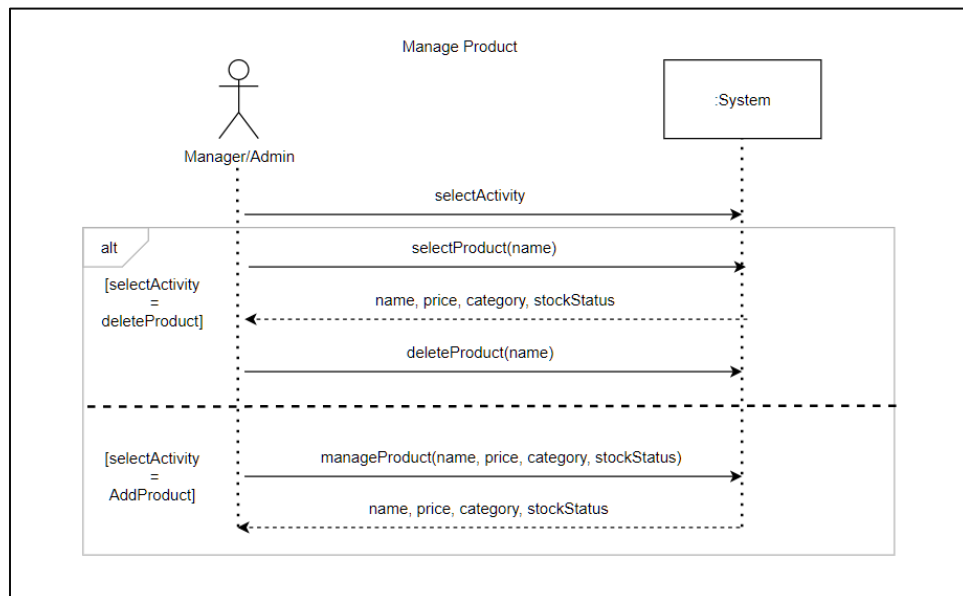 Manage Product
:System
Manager/Admin
selectActivity
alt
selectProduct(name)
[selectActivity
=
deleteProduct]
name, price, category, stockStatus
deleteProduct(name)
[selectActivity
=
AddProduct]
manageProduct(name, price, category, stockStatus)
name, price, category, stockStatus